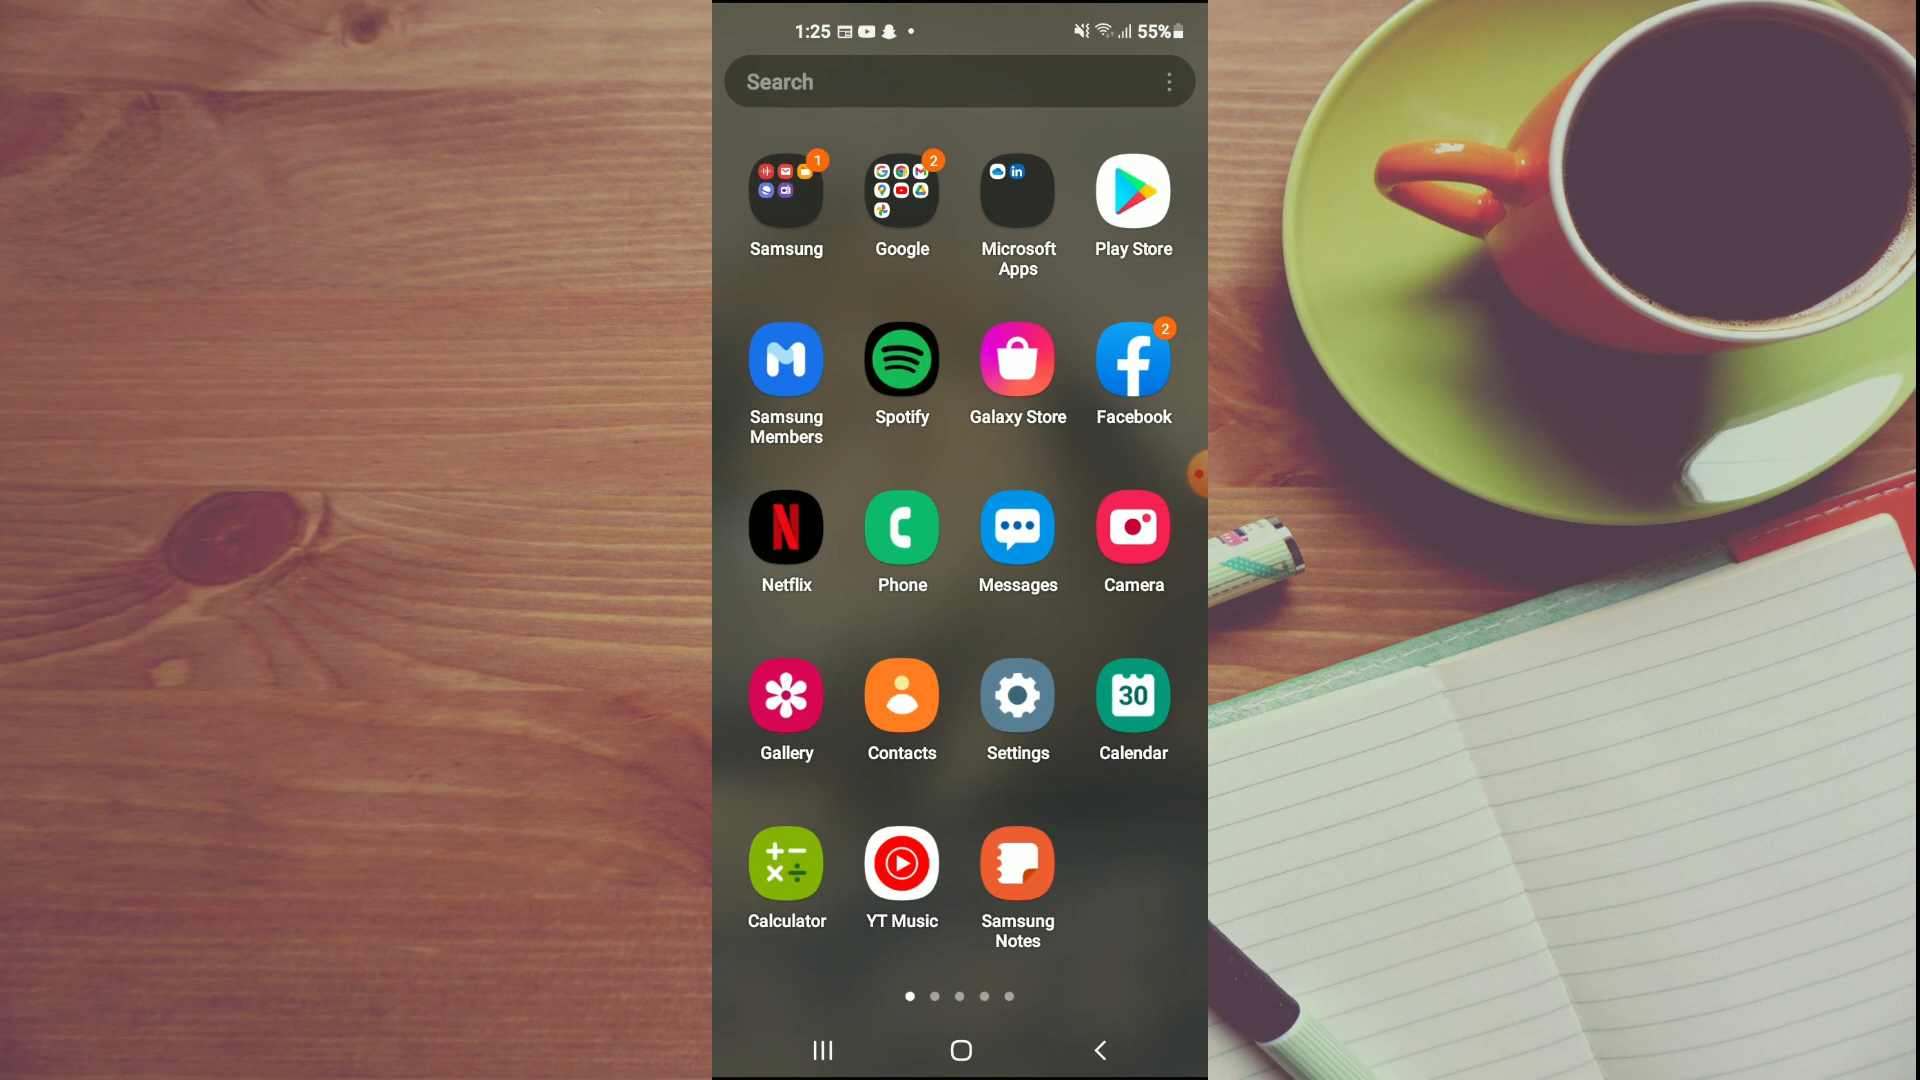 1:25
55%
Search
1
2
Samsung
Google
Microsoft Apps
Play Store
2
Samsung Members
Spotify
Galaxy Store
Facebook
Netflix
Phone
Messages
Camera
30
Gallery
Contacts
Settings
Calendar
Calculator
YT Music
Samsung Notes